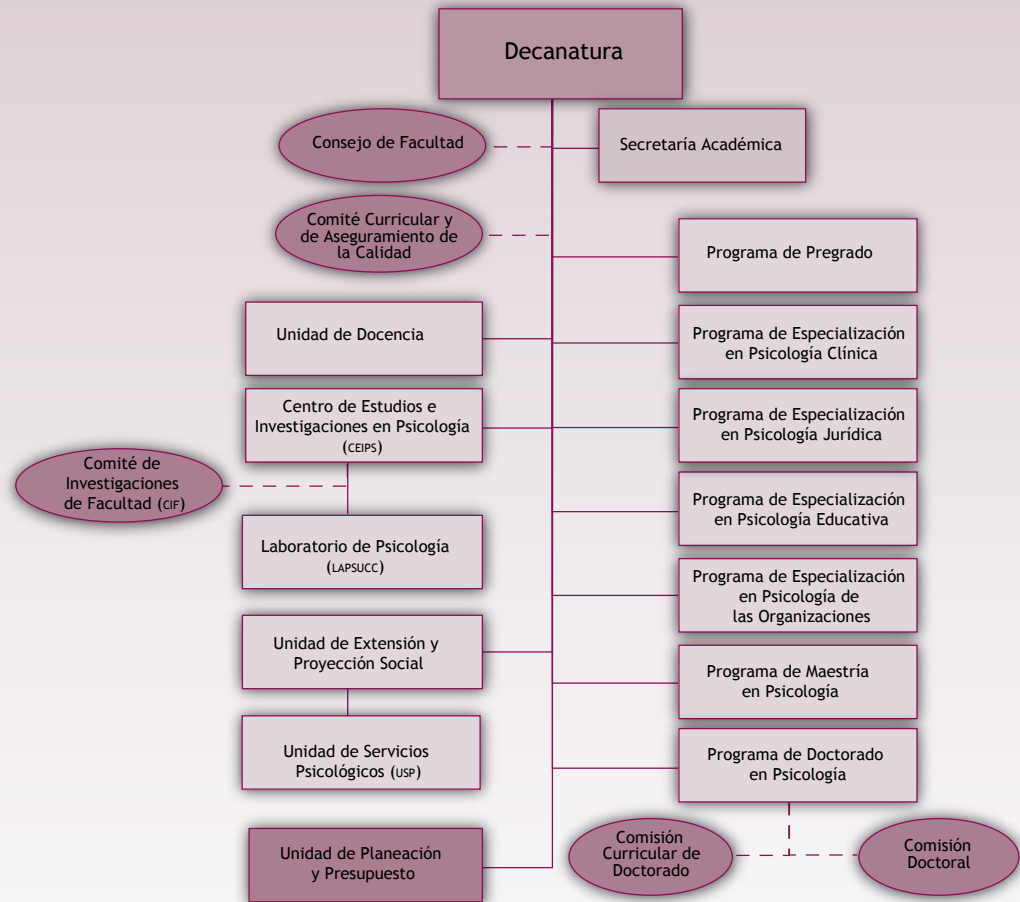 Decanatura
Consejo de Facultad
Secretaría Académica
Comité Curricular y
de Aseguramiento de
la Calidad
Programa de Pregrado
Unidad de Docencia
Programa de Especialización
en Psicología Clínica
Centro de Estudios e
Investigaciones en Psicología
(CEIPS)
Programa de Especialización
en Psicología Jurídica
Comité de
Investigaciones
de Facultad (CIF)
Programa de Especialización
en Psicología Educativa
Laboratorio de Psicología
(LAPSUCC)
Programa de Especialización
en Psicología de
las Organizaciones
Unidad de Extensión y
Proyección Social
Programa de Maestría
en Psicología
Unidad de Servicios
Psicológicos (USP)
Programa de Doctorado
en Psicología
Unidad de Planeación
y Presupuesto
Comisión
Curricular de
Doctorado
Comisión
Doctoral